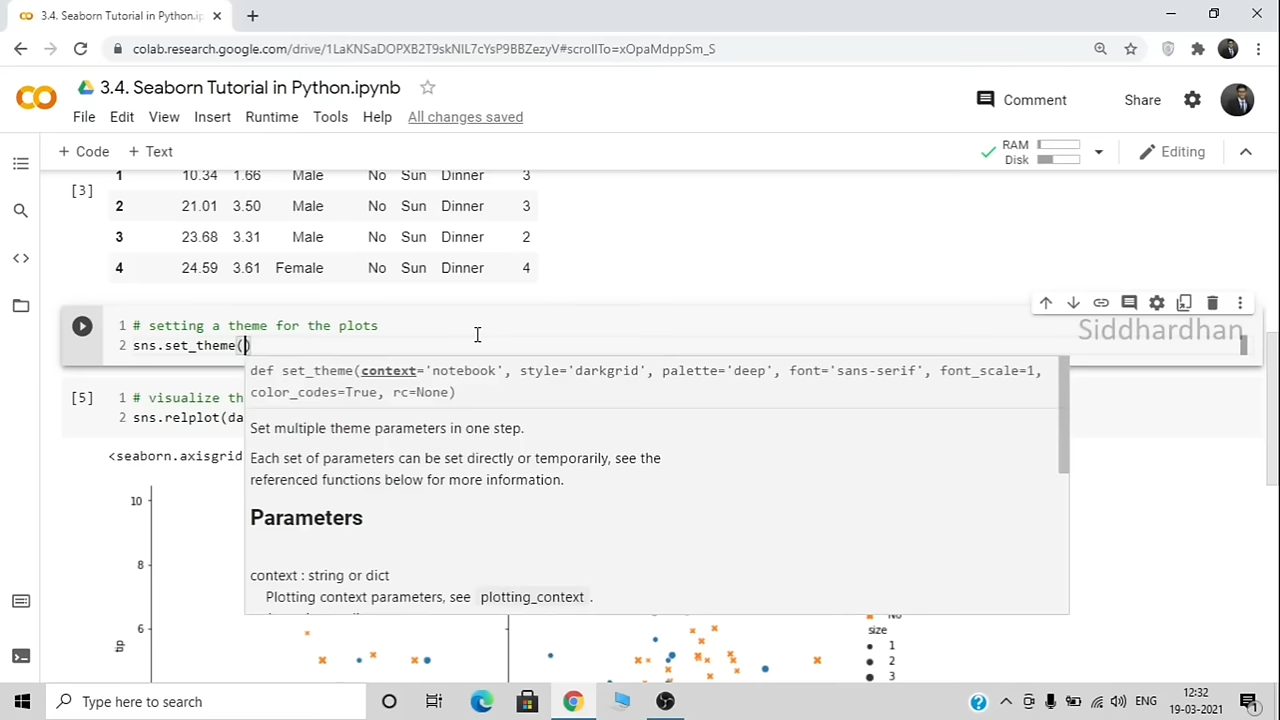 3.4. Seaborn Tutorial in Python.ip
colab.research.google.com/drive/1LaKNSaDOPXB2T9skNIL7cYsP9BBZezyV#scrollTo=xOpaMdppSm_S
3.4. Seaborn Tutorial in Python.ipynb
Comment
Share
File Edit View Insert Runtime Tools Help All changes saved
+ Code + Text
RAM
Disk
Editing
[3]
1 10.34 1.66 Male No Sun Dinner 3
2 21.01 3.50 Male No Sun Dinner 3
3 23.68 3.31 Male No Sun Dinner 2
4 24.59 3.61 Female No Sun Dinner 4
1 # setting a theme for the plots
Siddhardhan
2 sns.set_theme()
def set_theme(context='notebook', style='darkgrid', palette='deep', font='sans-serif', font_scale=1,
color_codes=True, rc=None)
[5] 1 # visualize th
2 sns.relplot(da
Set multiple theme parameters in one step.
<seaborn.axisgrid
Each set of parameters can be set directly or temporarily, see the
referenced functions below for more information.
10
Parameters
8
context : string or dict
Plotting context parameters, see plotting_context .
No
6
size
tip
1
2
3
Type here to search
ENG
12:32
19-03-2021
1